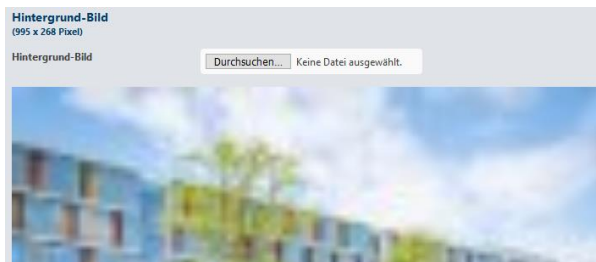 Hintergrund-Bild
(995 x 268 Pixel)
Hintergrund-Bild
Durchsuchen... Keine Datei ausgewählt.